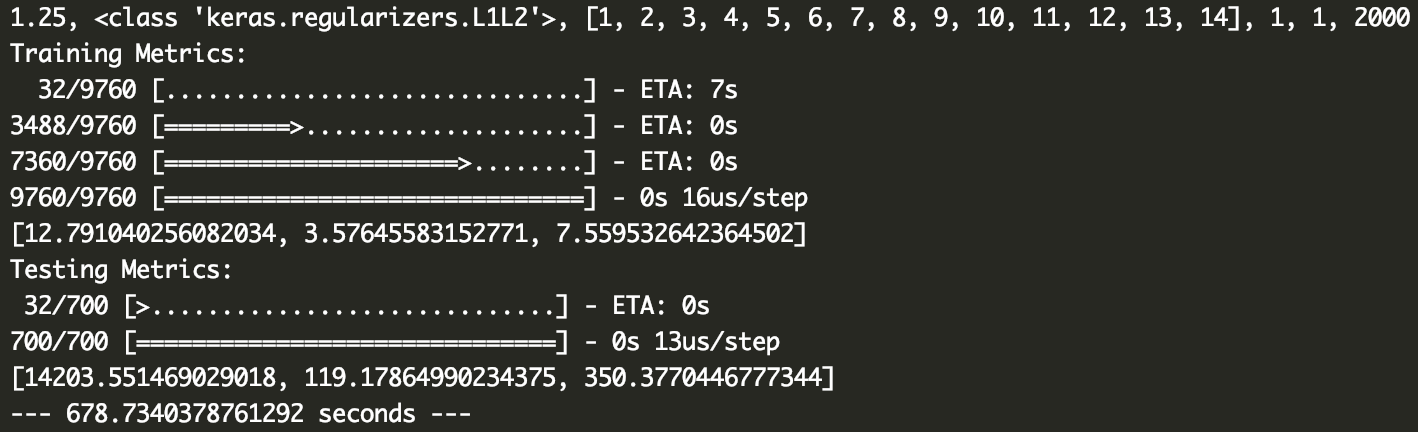 1.25, <class 'keras.regularizers.L1L2'>, [1, 2, 3, 4, 5, 6, 7, 8, 9, 10, 11, 12, 13, 14], 1, 1, 2000
Training Metrics:
32/9760 [..............................] - ETA: 7s
3488/9760 [=========>....................] - ETA: 0s
7360/9760 [=====================>........] - ETA: 0s
9760/9760 [==============================] - 0s 16us/step
[12.791040256082034, 3.57645583152771, 7.559532642364502]
Testing Metrics:
32/700 [>.............................] - ETA: 0s
700/700 [==============================] - 0s 13us/step
[14203.551469029018, 119.17864990234375, 350.3770446777344]
--- 678.7340378761292 seconds ---